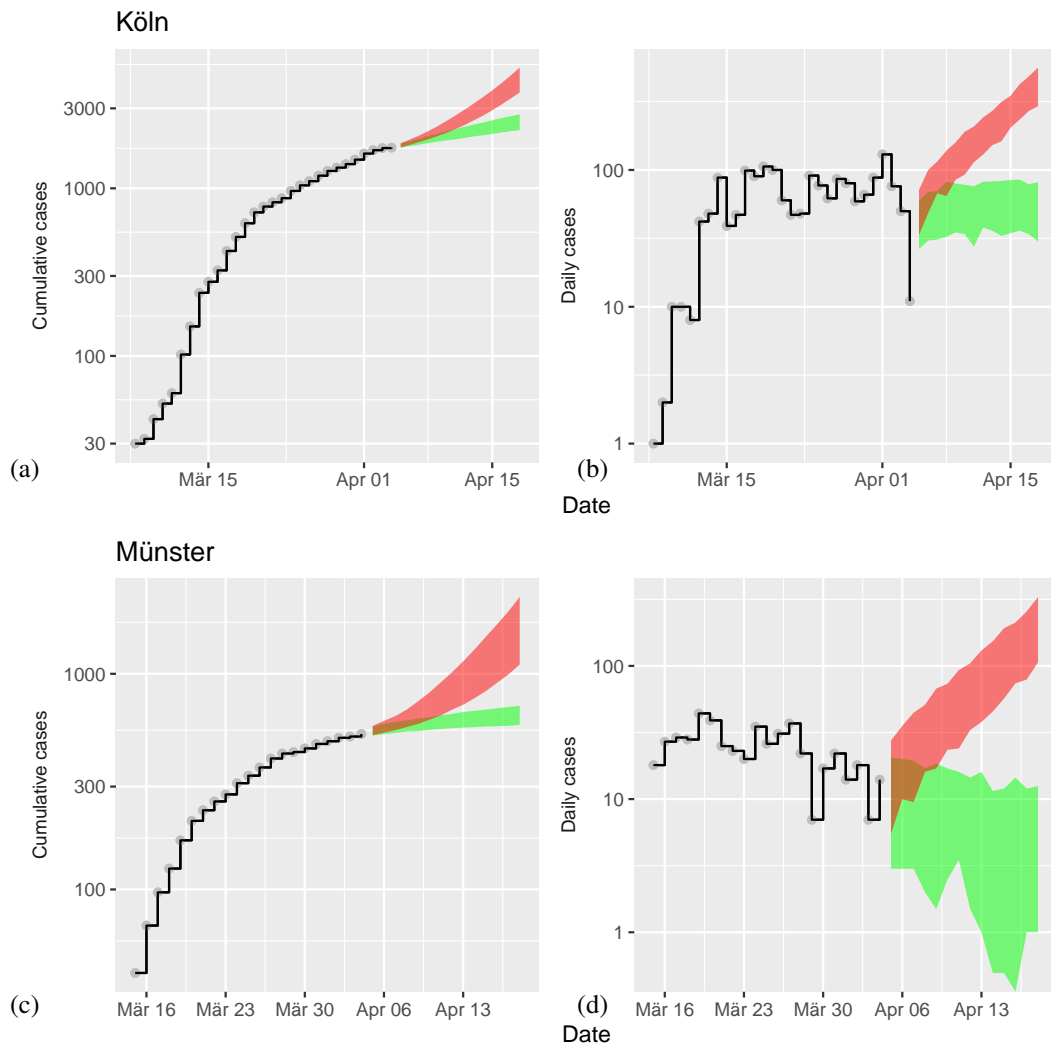 Köln
Cumulative cases
3000
1000
300
100
30
(a)
Mär 15
Apr 01
Apr 15
Daily cases
100
10
1
(b)
Mär 15
Apr 01
Apr 15
Date
Münster
Cumulative cases
1000
300
100
(c)
Mär 16
Mär 23
Mär 30
Apr 06
Apr 13
Daily cases
100
10
1
(d)
Mär 16
Mär 23
Mär 30
Apr 06
Apr 13
Date